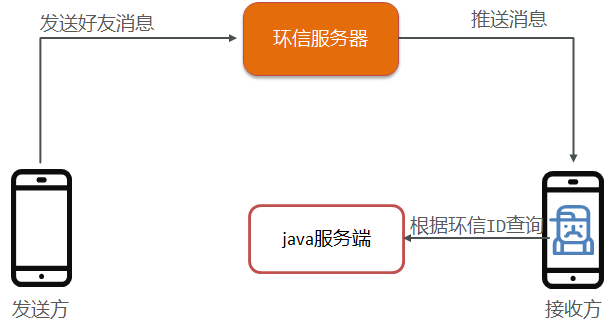 发送好友消息
环信服务器
推送消息
java服务端
根据环信ID查询
发送方
接收方